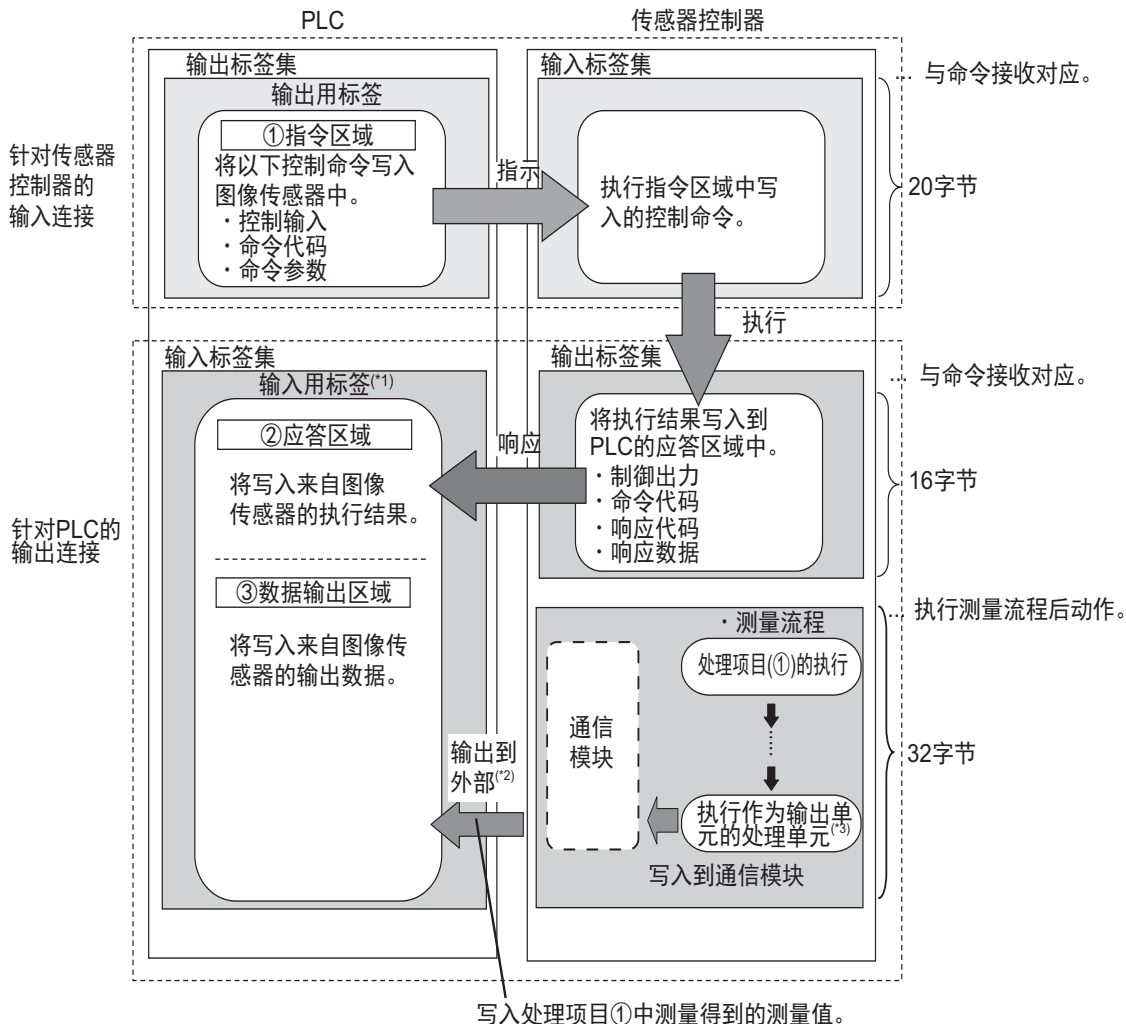 PLC
传感器控制器
输出标签集
输出用标签
①指令区域
将以下控制命令写入
图像传感器中。
・控制输入
・命令代码
・命令参数
针对传感器
控制器的
输入连接
指示
输入标签集
执行指令区域中写
入的控制命令。
... 与命令接收对应。
20字节
执行
输入标签集
输入用标签(*1)
②应答区域
将写入来自图像
传感器的执行结果。
③数据输出区域
将写入来自图像传
感器的输出数据。
针对PLC的
输出连接
响应
输出标签集
将执行结果写入到
PLC的应答区域中。
・制御出力
・命令代码
・响应代码
・响应数据
... 与命令接收对应。
16字节
... 执行测量流程后动作。
・测量流程
处理项目(①)的执行
通信
模块
执行作为输出单
元的处理单元(*3)
写入到通信模块
32字节
输出到
外部(*2)
写入处理项目①中测量得到的测量值。